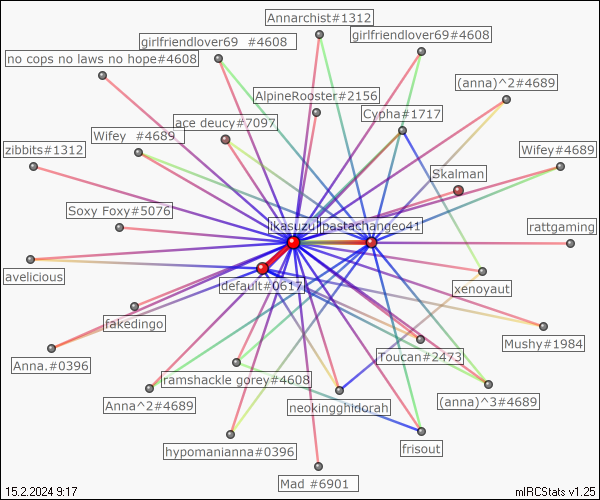 Annarchist#1312
girlfriendlover69 #4608
girlfriendlover69#4608
no cops no laws no hope#4608
(anna)^2#4689
AlpineRooster#2156
Cypha#1717
ace deucy#7097
Wifey #4689
zibbits#1312
Wifey#4689
Skalman
Soxy Foxy#5076
ikasuzu
pastachangeo41
rattgaming
avelicious
default#0617
xenoyaut
fakedingo
Mushy#1984
Anna.#0396
Toucan#2473
ramshackle gorey#4608
Anna^2#4689
neokingghidorah
(anna)^3#4689
hypomanianna#0396
frisout
Mad #6901
15.2.2024 9:17
mIRCStats v1.25